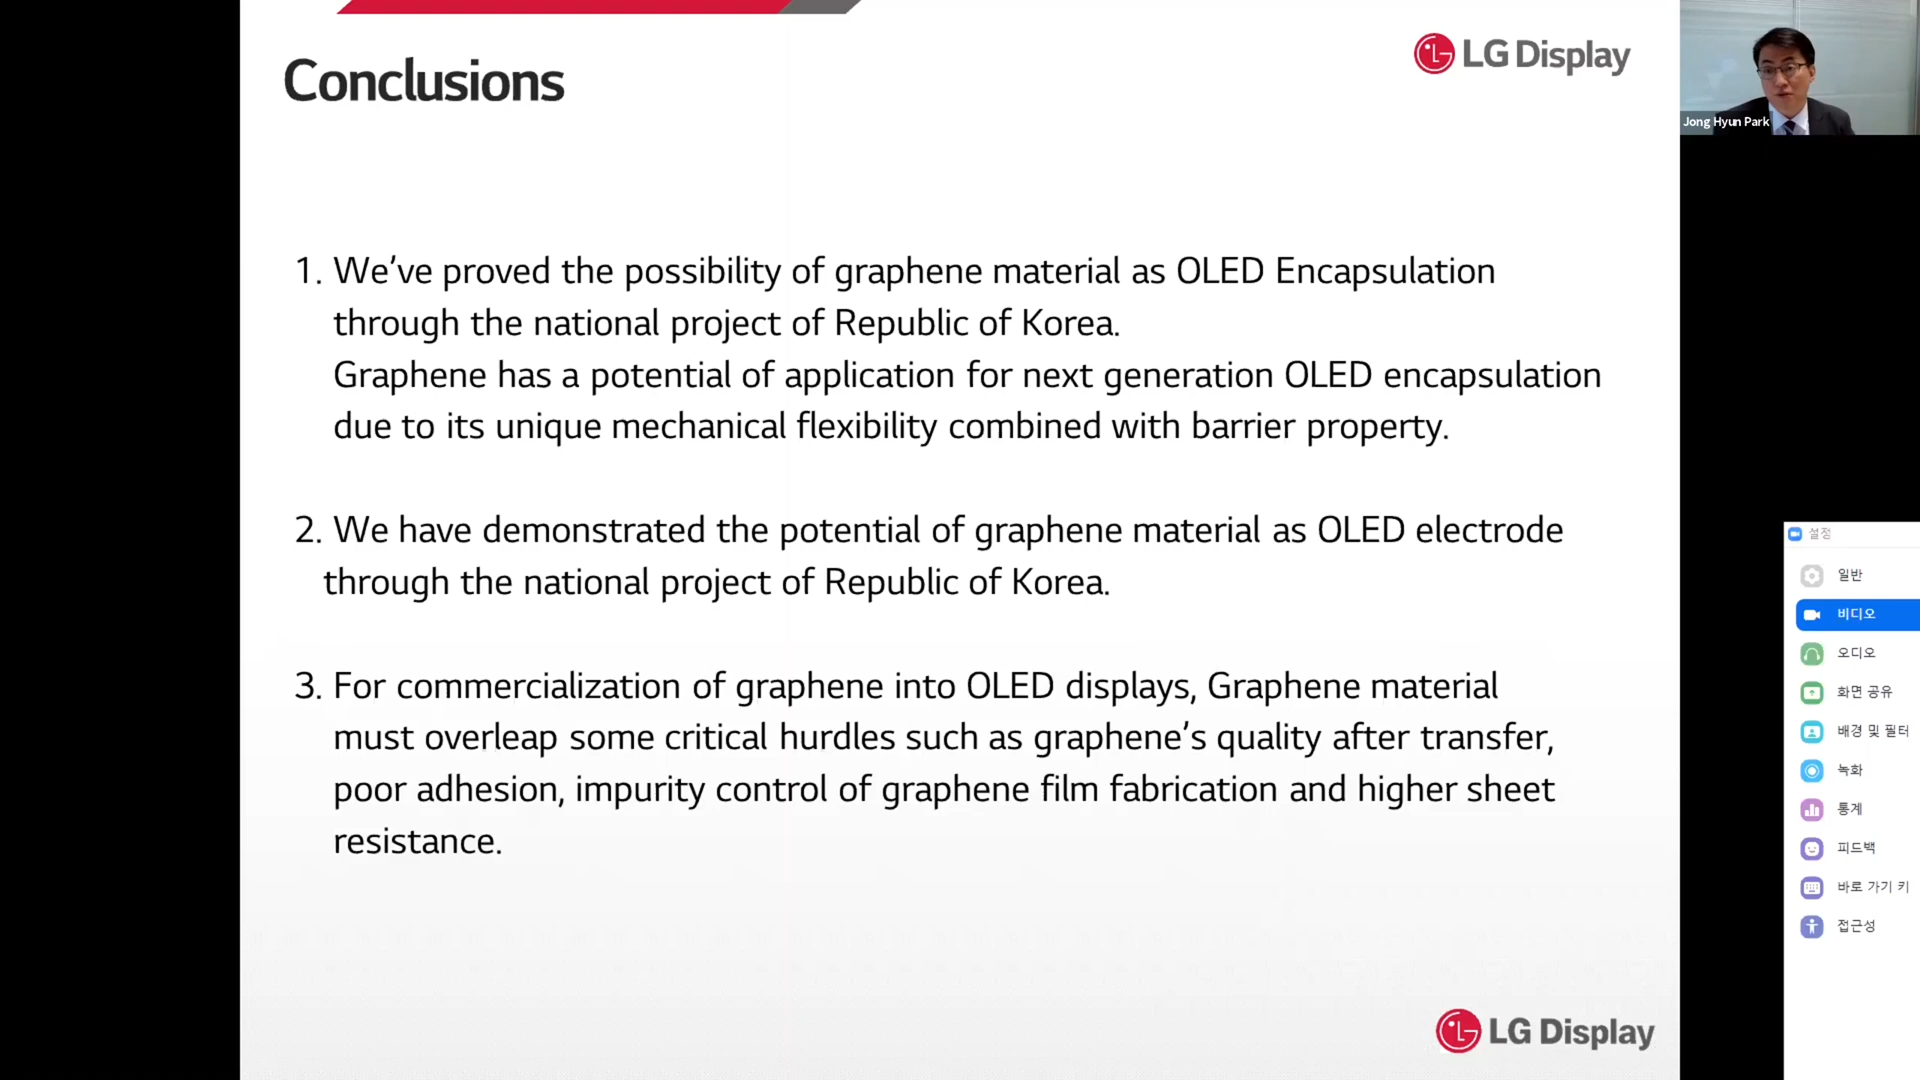 Conclusions
LG Display
Jong Hyun Park
1. We’ve proved the possibility of graphene material as OLED Encapsulation
through the national project of Republic of Korea.
Graphene has a potential of application for next generation OLED encapsulation
due to its unique mechanical flexibility combined with barrier property.
2. We have demonstrated the potential of graphene material as OLED electrode
through the national project of Republic of Korea.
3. For commercialization of graphene into OLED displays, Graphene material
must overleap some critical hurdles such as graphene’s quality after transfer,
poor adhesion, impurity control of graphene film fabrication and higher sheet
resistance.
LG Display
설정
일반
비디오
오디오
화면 공유
배경 및 필터
녹화
통계
피드백
바로 가기 키
접근성